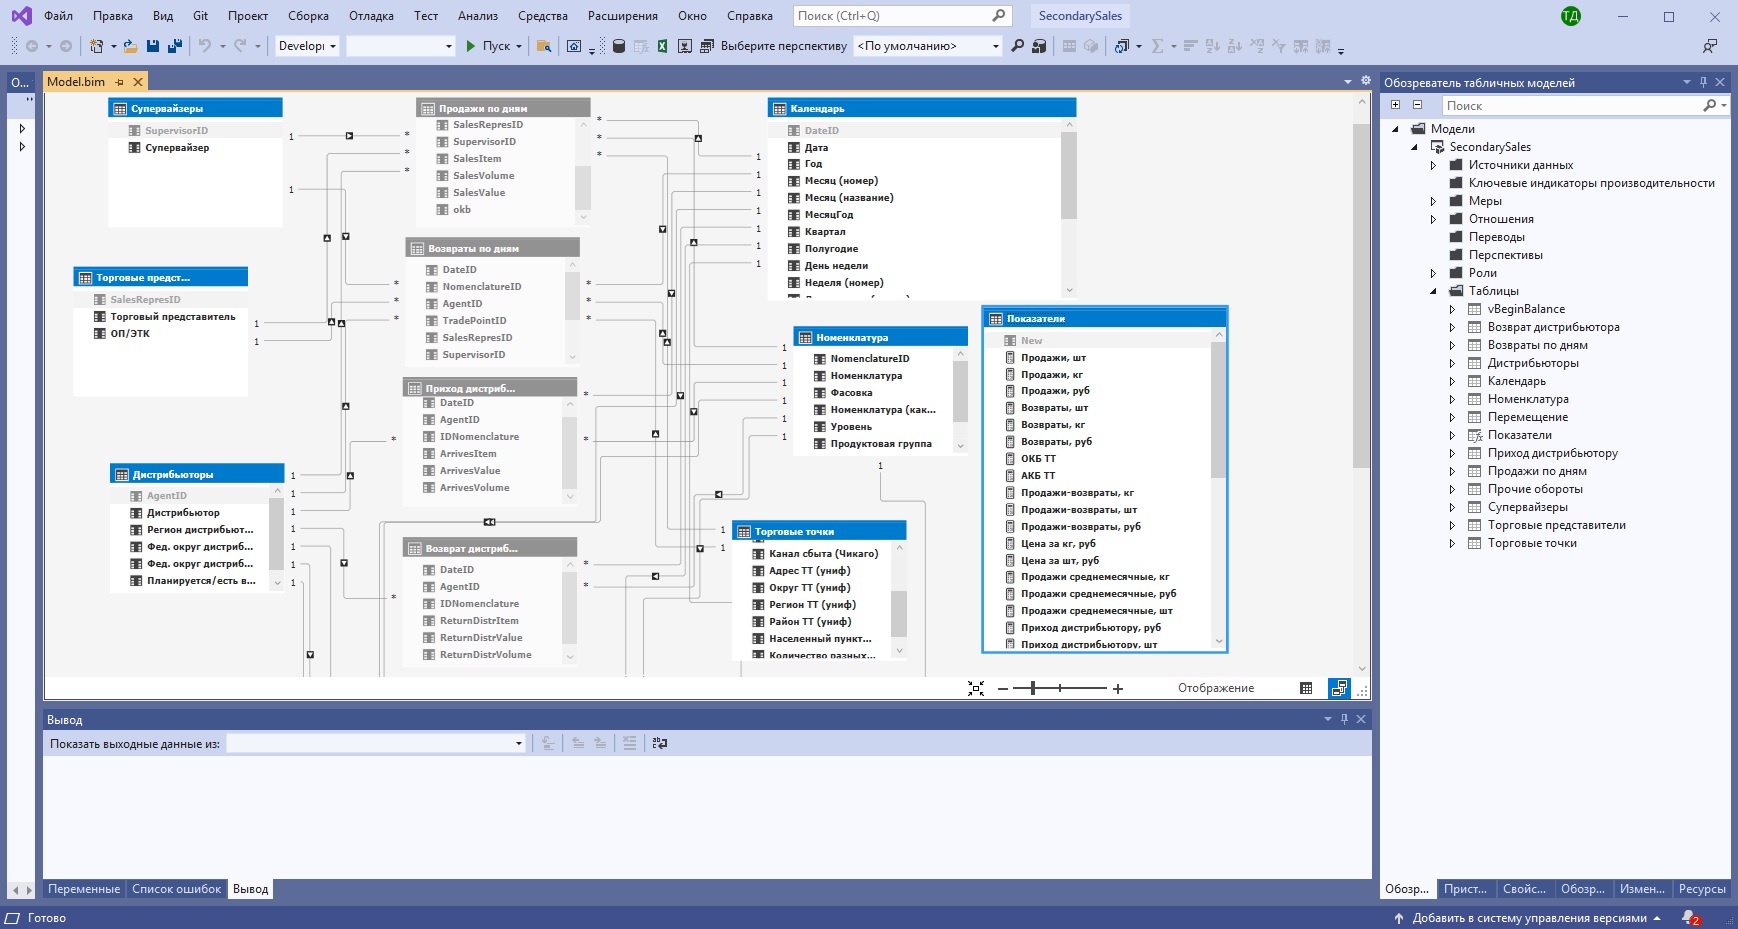 Файл Правка Вид Git Проект Сборка Отладка Тест Анализ Средства Расширения Окно Справка Поиск (Ctrl+Q) SecondarySales ТД
Develop Пуск Выберите перспективу <По умолчанию>
О... Model.bim
Супервайзеры
SupervisorID
Супервайзер
Торговые предст...
SalesRepresID
Торговый представитель
ОП/ЭТК
Дистрибьюторы
AgentID
Дистрибьютор
Регион дистрибьют...
Фед. округ дистриб...
Фед. округ дистриб...
Планируется/есть в...
Продажи по дням
SalesRepresID
SupervisorID
SalesItem
SalesVolume
SalesValue
okb
Возвраты по дням
DateID
NomenclatureID
AgentID
TradePointID
SalesRepresID
SupervisorID
Приход дистриб...
DateID
AgentID
IDNomenclature
ArrivesItem
ArrivesValue
ArrivesVolume
Возврат дистриб...
DateID
AgentID
IDNomenclature
ReturnDistrItem
ReturnDistrValue
ReturnDistrVolume
Календарь
DateID
Дата
Год
Месяц (номер)
Месяц (название)
МесяцГод
Квартал
Полугодие
День недели
Неделя (номер)
Номенклатура
NomenclatureID
Номенклатура
Фасовка
Номенклатура (как...
Уровень
Продуктовая группа
Торговые точки
Канал сбыта (Чикаго)
Адрес ТТ (униф)
Округ ТТ (униф)
Регион ТТ (униф)
Район ТТ (униф)
Населенный пункт...
Количество разных...
Показатели
New
Продажи, шт
Продажи, кг
Продажи, руб
Возвраты, шт
Возвраты, кг
Возвраты, руб
ОКБ ТТ
АКБ ТТ
Продажи-возвраты, кг
Продажи-возвраты, шт
Продажи-возвраты, руб
Цена за кг, руб
Цена за шт, руб
Продажи среднемесячные, кг
Продажи среднемесячные, руб
Продажи среднемесячные, шт
Приход дистрибьютору, руб
Приход дистрибьютору, шт
Отображение
Вывод
Показать выходные данные из:
Переменные Список ошибок Вывод
Обозреватель табличных моделей
Поиск
Модели
SecondarySales
Источники данных
Ключевые индикаторы производительности
Меры
Отношения
Переводы
Перспективы
Роли
Таблицы
vBeginBalance
Возврат дистрибьютора
Возвраты по дням
Дистрибьюторы
Календарь
Номенклатура
Перемещение
Показатели
Приход дистрибьютору
Продажи по дням
Прочие обороты
Супервайзеры
Торговые представители
Торговые точки
Обозр... Прист... Свойс... Обозр... Измен... Ресурсы
Готово Добавить в систему управления версиями 2